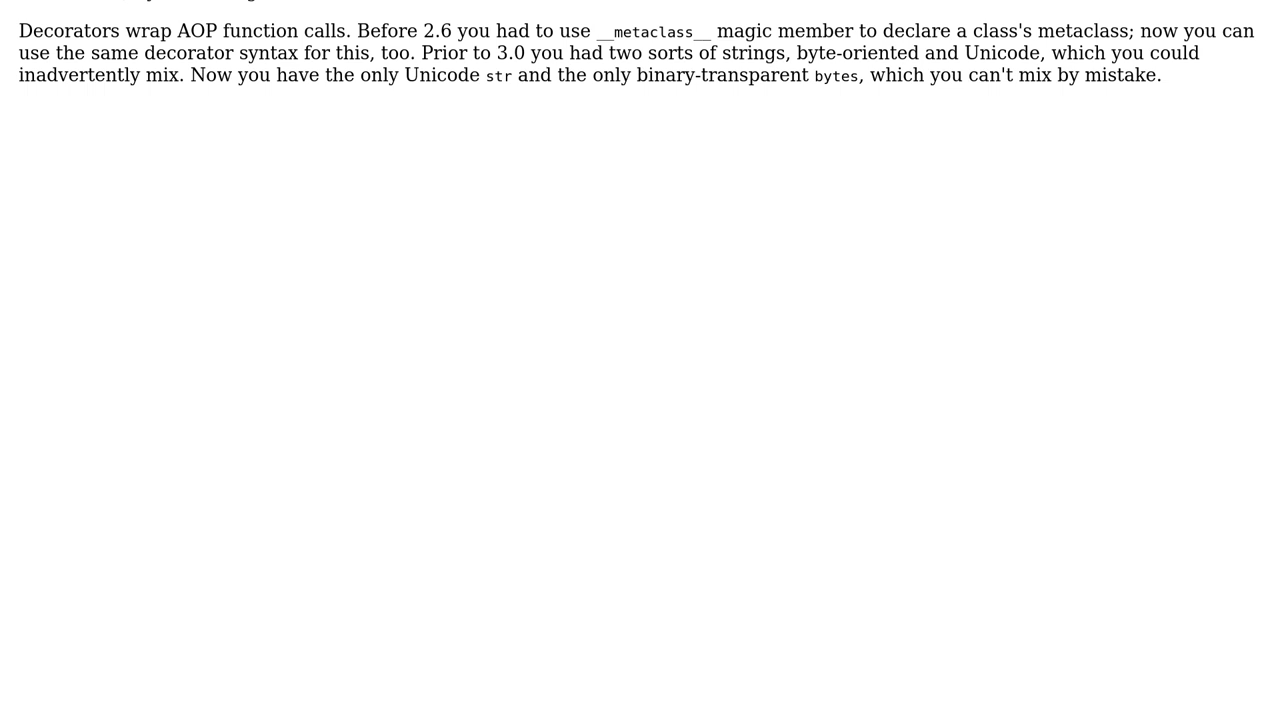 Decorators wrap AOP function calls. Before 2.6 you had to use __metaclass__ magic member to declare a class's metaclass; now you can
use the same decorator syntax for this, too. Prior to 3.0 you had two sorts of strings, byte-oriented and Unicode, which you could
inadvertently mix. Now you have the only Unicode str and the only binary-transparent bytes, which you can't mix by mistake.